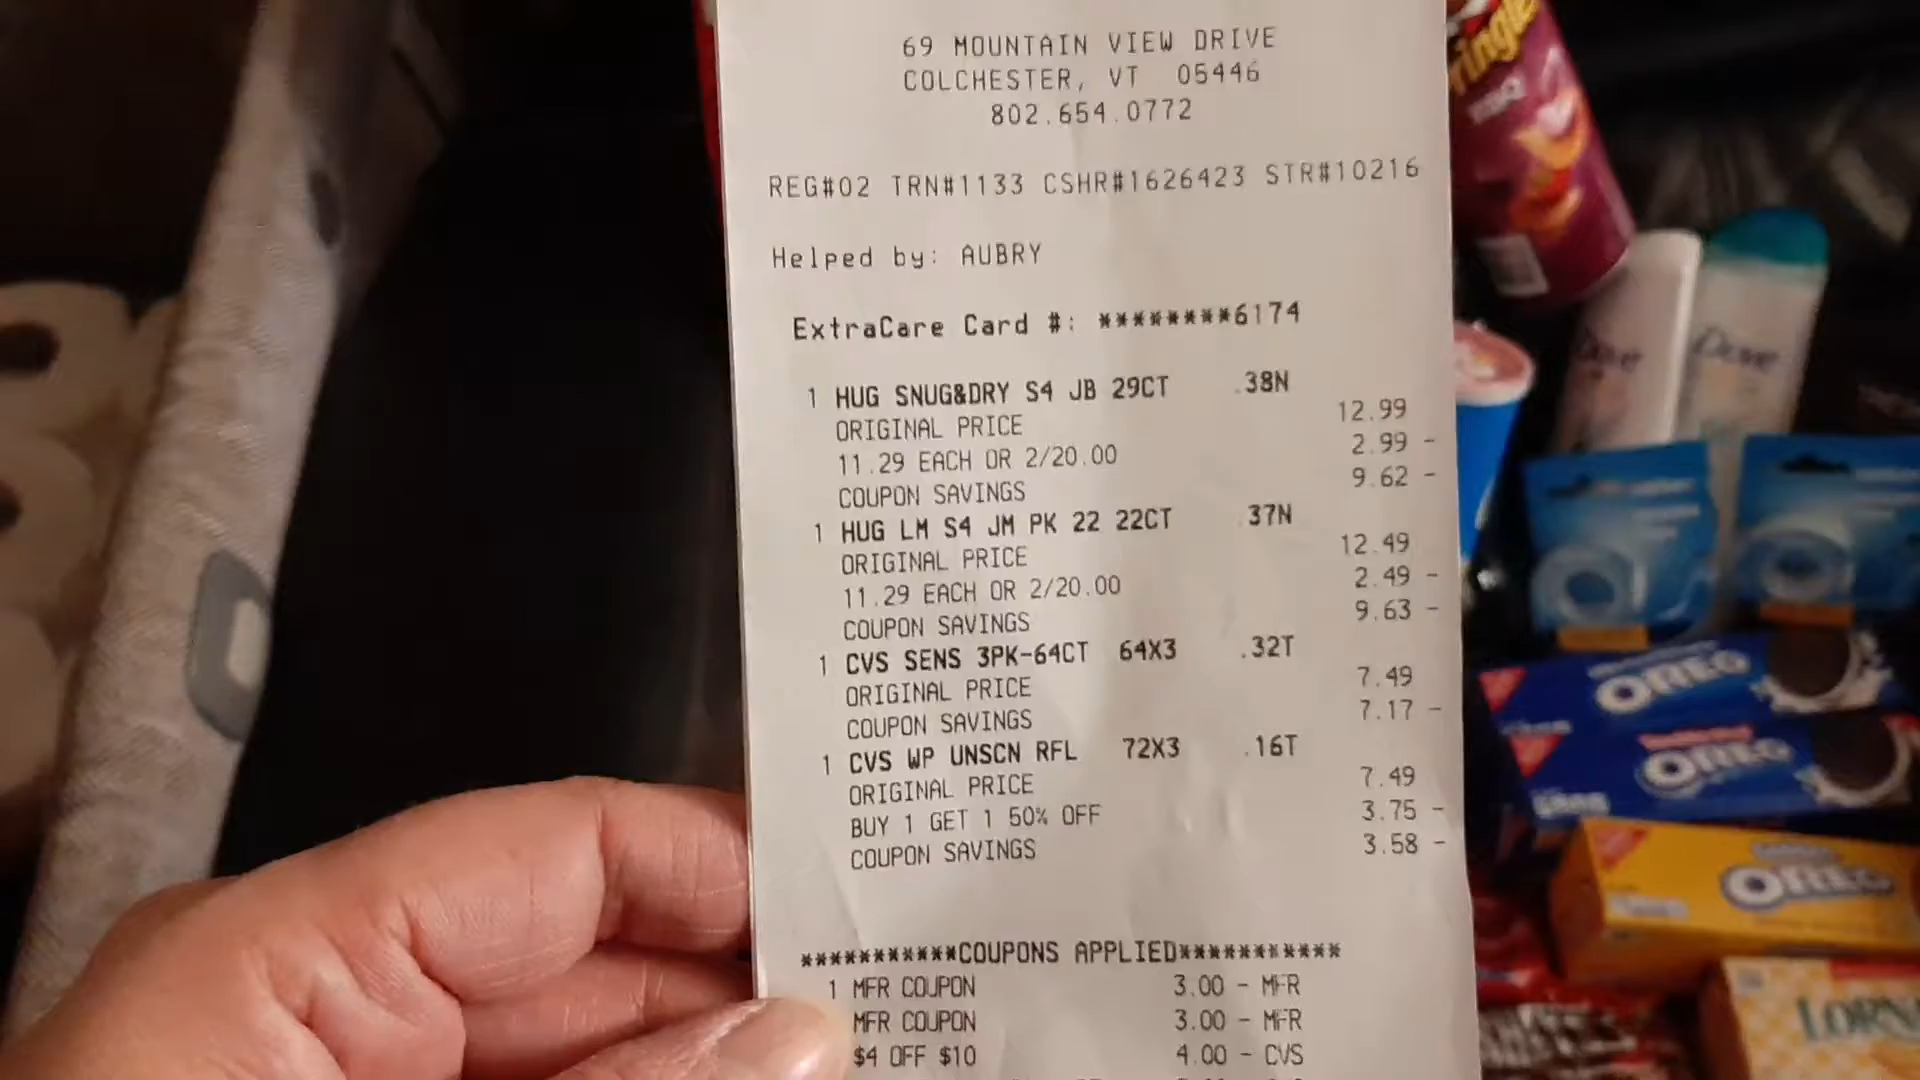 69 MOUNTAIN VIEW DRIVE
COLCHESTER, VT 05446
802.654.0772
REG#02 TRN#1133 CSHR#1626423 STR#10216
Helped by: AUBRY
ExtraCare Card #: ********6174
1 HUG SNUG&DRY S4 JB 29CT .38N
ORIGINAL PRICE 12.99
11.29 EACH OR 2/20.00 2.99 -
COUPON SAVINGS 9.62 -
1 HUG LM S4 JM PK 22 22CT .37N
ORIGINAL PRICE 12.49
11.29 EACH OR 2/20.00 2.49 -
COUPON SAVINGS 9.63 -
1 CVS SENS 3PK-64CT 64X3 .32T
ORIGINAL PRICE 7.49
COUPON SAVINGS 7.17 -
1 CVS WP UNSCN RFL 72X3 .16T
ORIGINAL PRICE 7.49
BUY 1 GET 1 50% OFF 3.75 -
COUPON SAVINGS 3.58 -
***********COUPONS APPLIED***********
1 MFR COUPON 3.00 - MFR
MFR COUPON 3.00 - MFR
$4 OFF $10 4.00 - CVS
ringle
BBQ
Dove
Dove
OREO
OREO
OREO
LORN